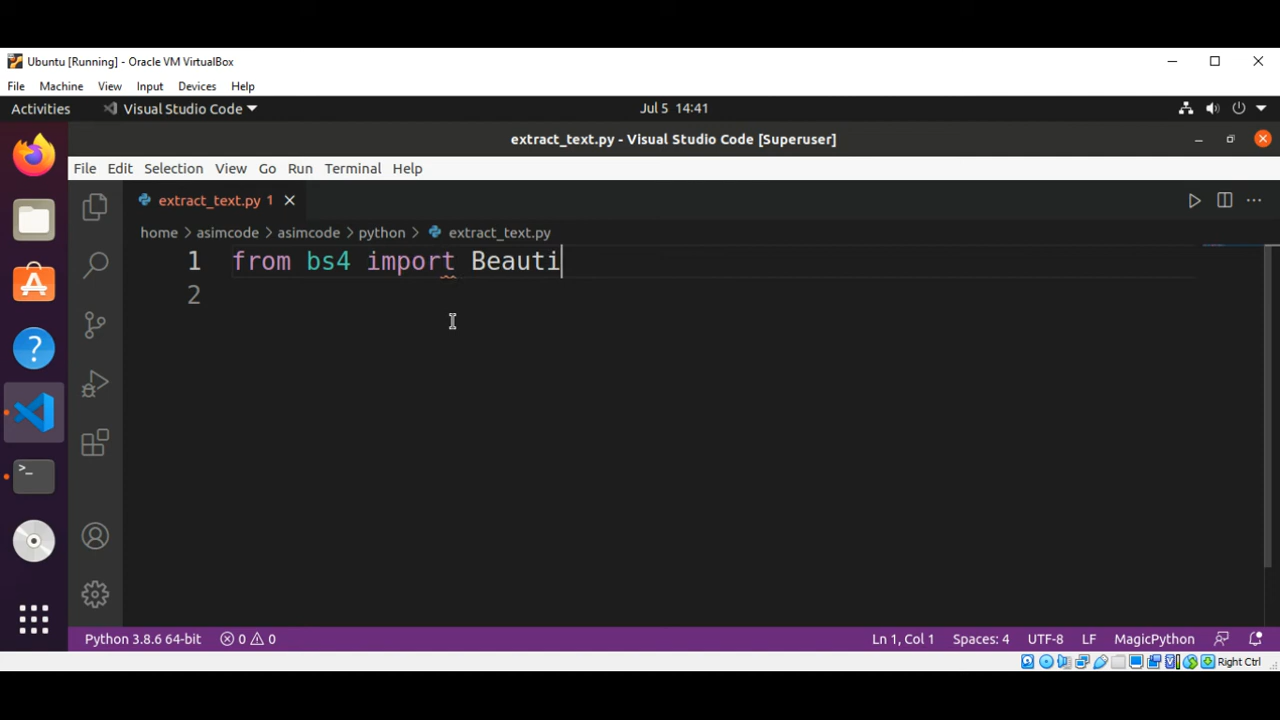 Ubuntu [Running] - Oracle VM VirtualBox
File Machine View Input Devices Help
Activities Visual Studio Code Jul 5 14:41
extract_text.py - Visual Studio Code [Superuser]
File Edit Selection View Go Run Terminal Help
extract_text.py 1
home > asimcode > asimcode > python > extract_text.py
1 from bs4 import Beauti
2
Python 3.8.6 64-bit 0 0 Ln 1, Col 1 Spaces: 4 UTF-8 LF MagicPython
Right Ctrl